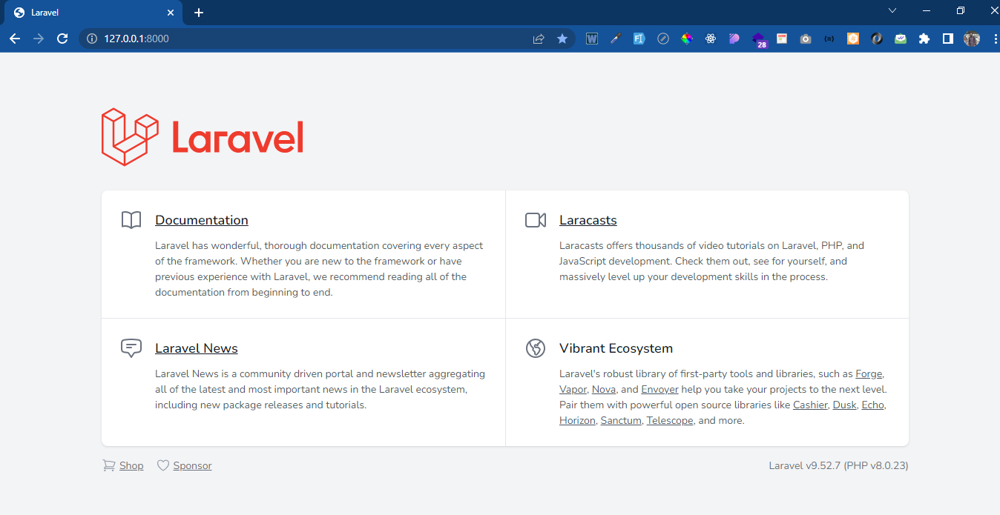 Laravel
127.0.0.1:8000
28
Laravel
Documentation
Laravel has wonderful, thorough documentation covering every aspect
of the framework. Whether you are new to the framework or have
previous experience with Laravel, we recommend reading all of the
documentation from beginning to end.
Laracasts
Laracasts offers thousands of video tutorials on Laravel, PHP, and
JavaScript development. Check them out, see for yourself, and
massively level up your development skills in the process.
Laravel News
Laravel News is a community driven portal and newsletter aggregating
all of the latest and most important news in the Laravel ecosystem,
including new package releases and tutorials.
Vibrant Ecosystem
Laravel's robust library of first-party tools and libraries, such as Forge,
Vapor, Nova, and Envoyer help you take your projects to the next level.
Pair them with powerful open source libraries like Cashier, Dusk, Echo,
Horizon, Sanctum, Telescope, and more.
Shop
Sponsor
Laravel v9.52.7 (PHP v8.0.23)